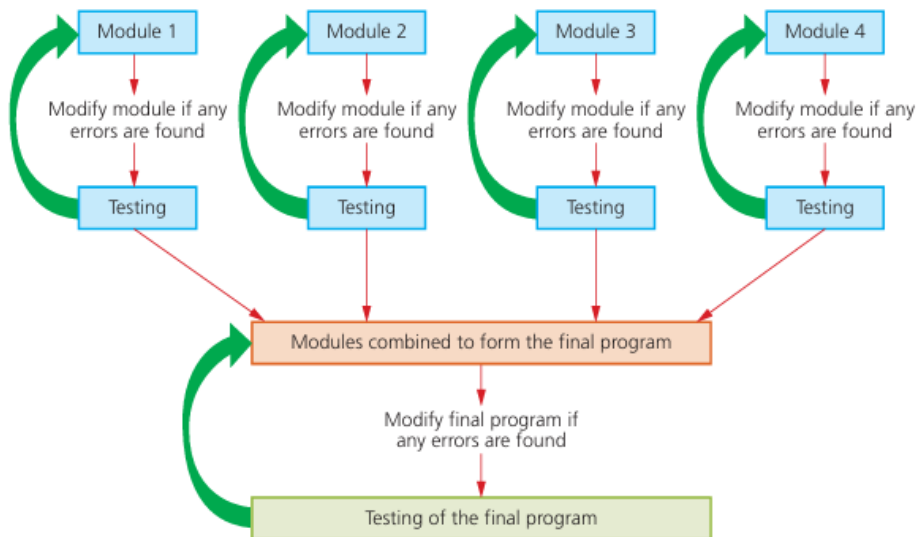 Module 1
Module 2
Module 3
Module 4
Modify module if any
errors are found
Modify module if any
errors are found
Modify module if any
errors are found
Modify module if any
errors are found
Testing
Testing
Testing
Testing
Modules combined to form the final program
Modify final program if
any errors are found
Testing of the final program